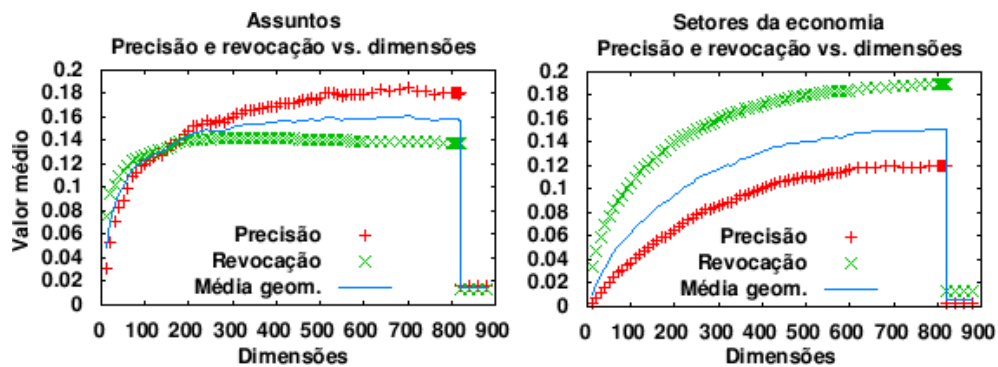 Assuntos
Precisão e revocação vs. dimensões
Valor médio
0.2
0.18
0.16
0.14
0.12
0.1
0.08
0.06
0.04
0.02
0
Precisão
Revocação
Média geom.
0 100 200 300 400 500 600 700 800 900
Dimensões
Setores da economia
Precisão e revocação vs. dimensões
0.2
0.18
0.16
0.14
0.12
0.1
0.08
0.06
0.04
0.02
0
Precisão
Revocação
Média geom.
0 100 200 300 400 500 600 700 800 900
Dimensões